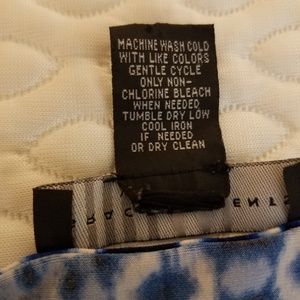 MACHINE WASH COLD
WITH LIKE COLORS
GENTLE CYCLE
ONLY NON-
CHLORINE BLEACH
WHEN NEEDED
TUMBLE DRY LOW
COOL IRON
IF NEEDED
OR DRY CLEAN